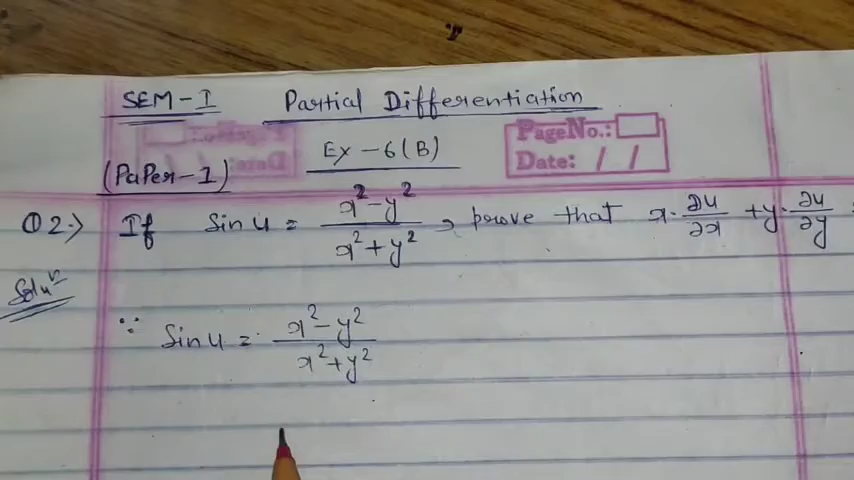 SEM-I Partial Differentiation
(PaPer-1) Ex-6(B) PageNo.:
Date: / /
Q2.> If Sin u = x²-y² / x²+y², prove that x·∂u/∂x + y·∂u/∂y =
Soluⁿ
∵ Sin u = x²-y² / x²+y²